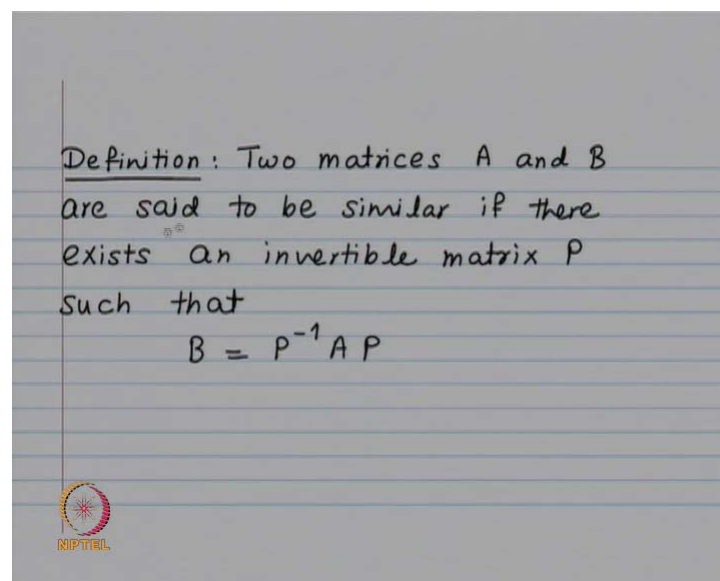 Definition : Two matrices A and B
are said to be similar if there
exists an invertible matrix P
such that
B = P⁻¹ A P
NPTEL